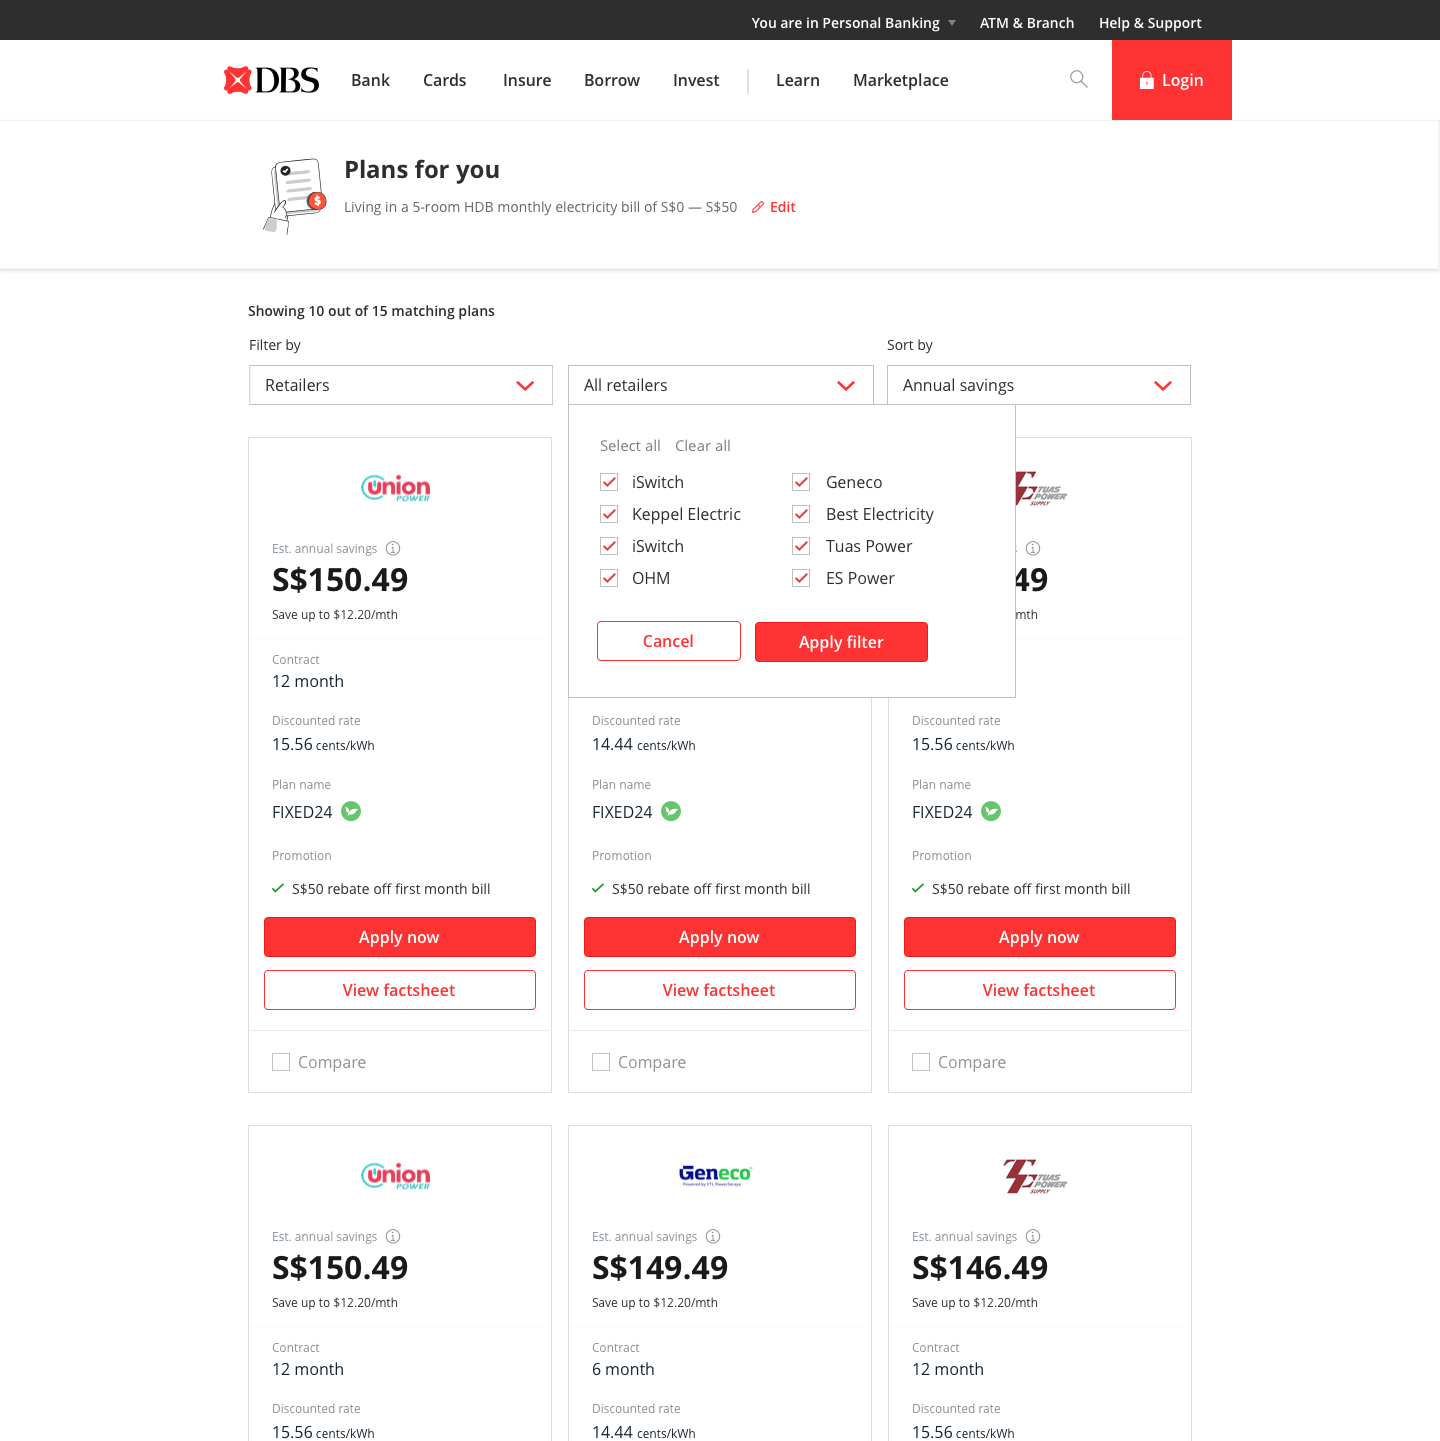 You are in Personal Banking ATM & Branch Help & Support
DBS Bank Cards Insure Borrow Invest Learn Marketplace Login
Plans for you
$
Living in a 5-room HDB monthly electricity bill of S$0 — S$50 Edit
Showing 10 out of 15 matching plans
Filter by Sort by
Retailers All retailers Annual savings
Select all Clear all
iSwitch Geneco
Keppel Electric Best Electricity
iSwitch Tuas Power
OHM ES Power
Cancel Apply filter
union
POWER
TUAS
POWER
SUPPLY
Est. annual savings s
S$150.49 49
Save up to $12.20/mth mth
Contract
12 month
Discounted rate Discounted rate Discounted rate
15.56 cents/kWh 14.44 cents/kWh 15.56 cents/kWh
Plan name Plan name Plan name
FIXED24 FIXED24 FIXED24
Promotion Promotion Promotion
S$50 rebate off first month bill S$50 rebate off first month bill S$50 rebate off first month bill
Apply now Apply now Apply now
View factsheet View factsheet View factsheet
Compare Compare Compare
union
POWER
Geneco
Powered by YTL PowerSeraya
TUAS
POWER
SUPPLY
Est. annual savings Est. annual savings Est. annual savings
S$150.49 S$149.49 S$146.49
Save up to $12.20/mth Save up to $12.20/mth Save up to $12.20/mth
Contract Contract Contract
12 month 6 month 12 month
Discounted rate Discounted rate Discounted rate
15.56 cents/kWh 14.44 cents/kWh 15.56 cents/kWh